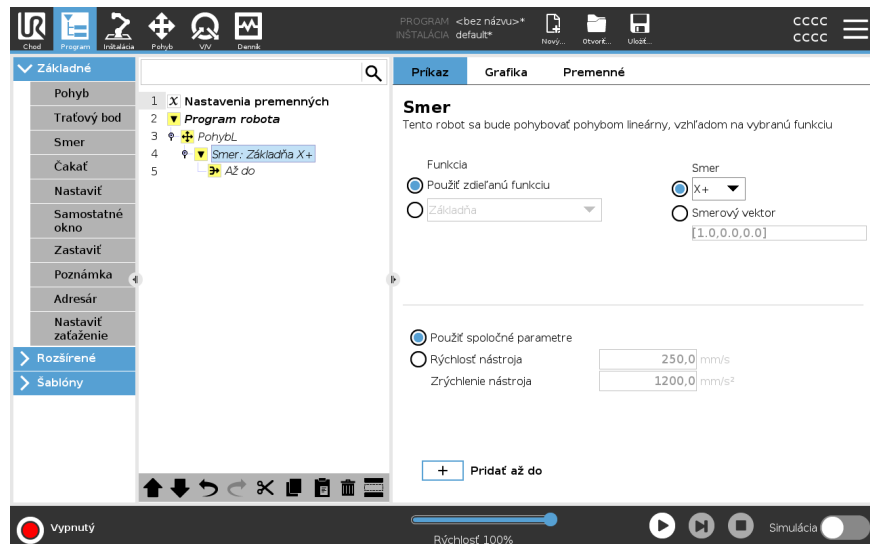 UR
Chod
Program
Inštalácia
Pohyb
V/V
Denník
PROGRAM <bez názvu>*
INŠTALÁCIA default*
Nový...
Otvoriť...
Uložiť...
cccc
cccc
Základné
Pohyb
Traťový bod
Smer
Čakať
Nastaviť
Samostatné
okno
Zastaviť
Poznámka
Adresár
Nastaviť
zaťaženie
Rozšírené
Šablóny
1 X Nastavenia premenných
2 Program robota
3 PohybL
4 Smer: Základňa X+
5 Až do
Príkaz Grafika Premenné
Smer
Tento robot sa bude pohybovať pohybom lineárny, vzhľadom na vybranú funkciu
Funkcia
Použiť zdieľanú funkciu
Základňa
Smer
X+
Smerový vektor
[1.0,0.0,0.0]
Použiť spoločné parametre
Rýchlosť nástroja 250,0 mm/s
Zrýchlenie nástroja 1200,0 mm/s²
+ Pridať až do
Vypnutý
Rýchlosť 100%
Simulácia